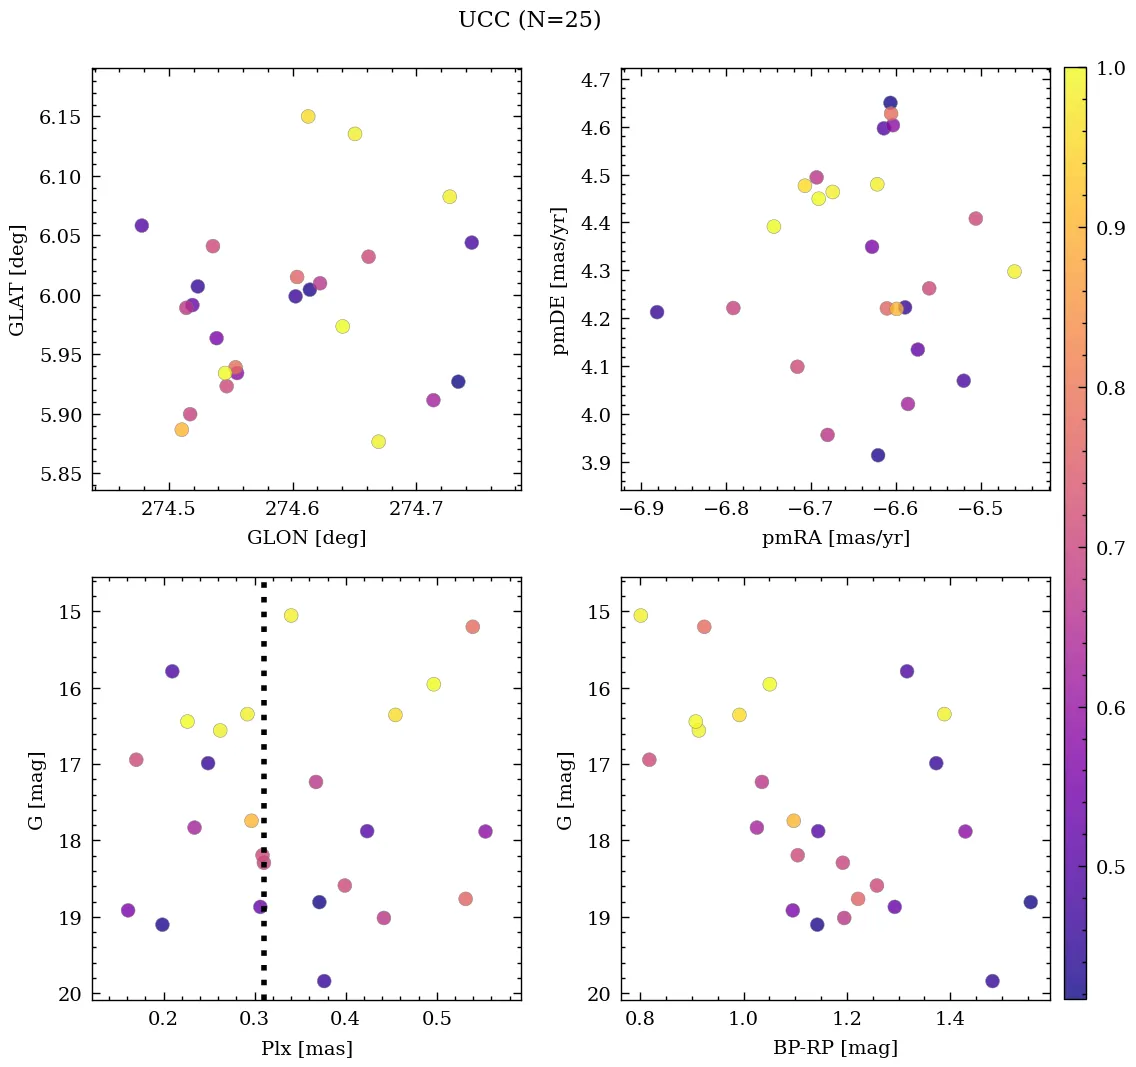 UCC (N=25)
6.15
6.10
6.05
6.00
5.95
5.90
5.85
GLAT [deg]
274.5 274.6 274.7
GLON [deg]
4.7
4.6
4.5
4.4
4.3
4.2
4.1
4.0
3.9
pmDE [mas/yr]
−6.9 −6.8 −6.7 −6.6 −6.5
pmRA [mas/yr]
15
16
17
18
19
20
G [mag]
0.2 0.3 0.4 0.5
Plx [mas]
15
16
17
18
19
20
G [mag]
0.8 1.0 1.2 1.4
BP-RP [mag]
1.0
0.9
0.8
0.7
0.6
0.5